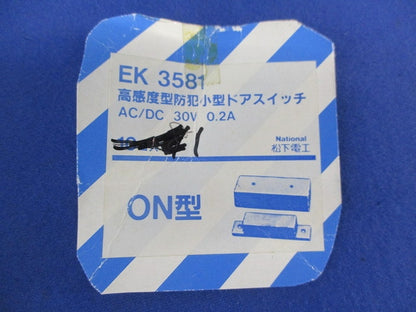 EK 3581
高感度型防犯小型ドアスイッチ
AC/DC 30V 0.2A
National
松下電工
ON型